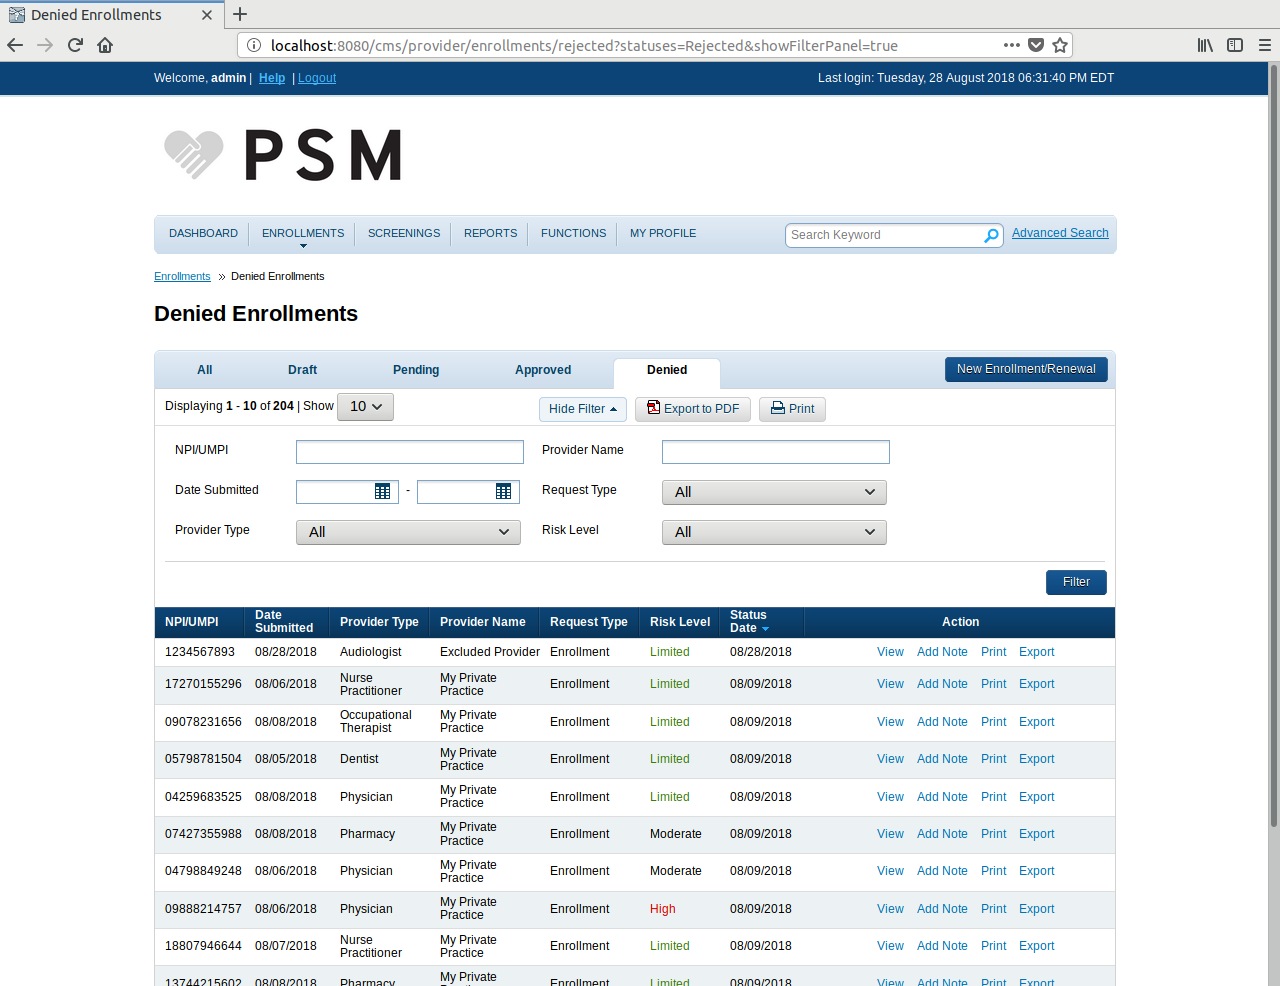 Denied Enrollments
localhost:8080/cms/provider/enrollments/rejected?statuses=Rejected&showFilterPanel=true
Welcome, admin | Help | Logout
Last login: Tuesday, 28 August 2018 06:31:40 PM EDT
PSM
DASHBOARD ENROLLMENTS SCREENINGS REPORTS FUNCTIONS MY PROFILE Search Keyword Advanced Search
Enrollments » Denied Enrollments
Denied Enrollments
All Draft Pending Approved Denied New Enrollment/Renewal
Displaying 1 - 10 of 204 | Show 10 Hide Filter Export to PDF Print
NPI/UMPI Provider Name
Date Submitted - Request Type All
Provider Type All Risk Level All
Filter
NPI/UMPI Date Submitted Provider Type Provider Name Request Type Risk Level Status Date Action
1234567893 08/28/2018 Audiologist Excluded Provider Enrollment Limited 08/28/2018 View Add Note Print Export
17270155296 08/06/2018 Nurse Practitioner My Private Practice Enrollment Limited 08/09/2018 View Add Note Print Export
09078231656 08/08/2018 Occupational Therapist My Private Practice Enrollment Limited 08/09/2018 View Add Note Print Export
05798781504 08/05/2018 Dentist My Private Practice Enrollment Limited 08/09/2018 View Add Note Print Export
04259683525 08/08/2018 Physician My Private Practice Enrollment Limited 08/09/2018 View Add Note Print Export
07427355988 08/08/2018 Pharmacy My Private Practice Enrollment Moderate 08/09/2018 View Add Note Print Export
04798849248 08/06/2018 Physician My Private Practice Enrollment Moderate 08/09/2018 View Add Note Print Export
09888214757 08/06/2018 Physician My Private Practice Enrollment High 08/09/2018 View Add Note Print Export
18807946644 08/07/2018 Nurse Practitioner My Private Practice Enrollment Limited 08/09/2018 View Add Note Print Export
13744215602 08/08/2018 Pharmacy My Private Enrollment Limited 08/09/2018 View Add Note Print Export